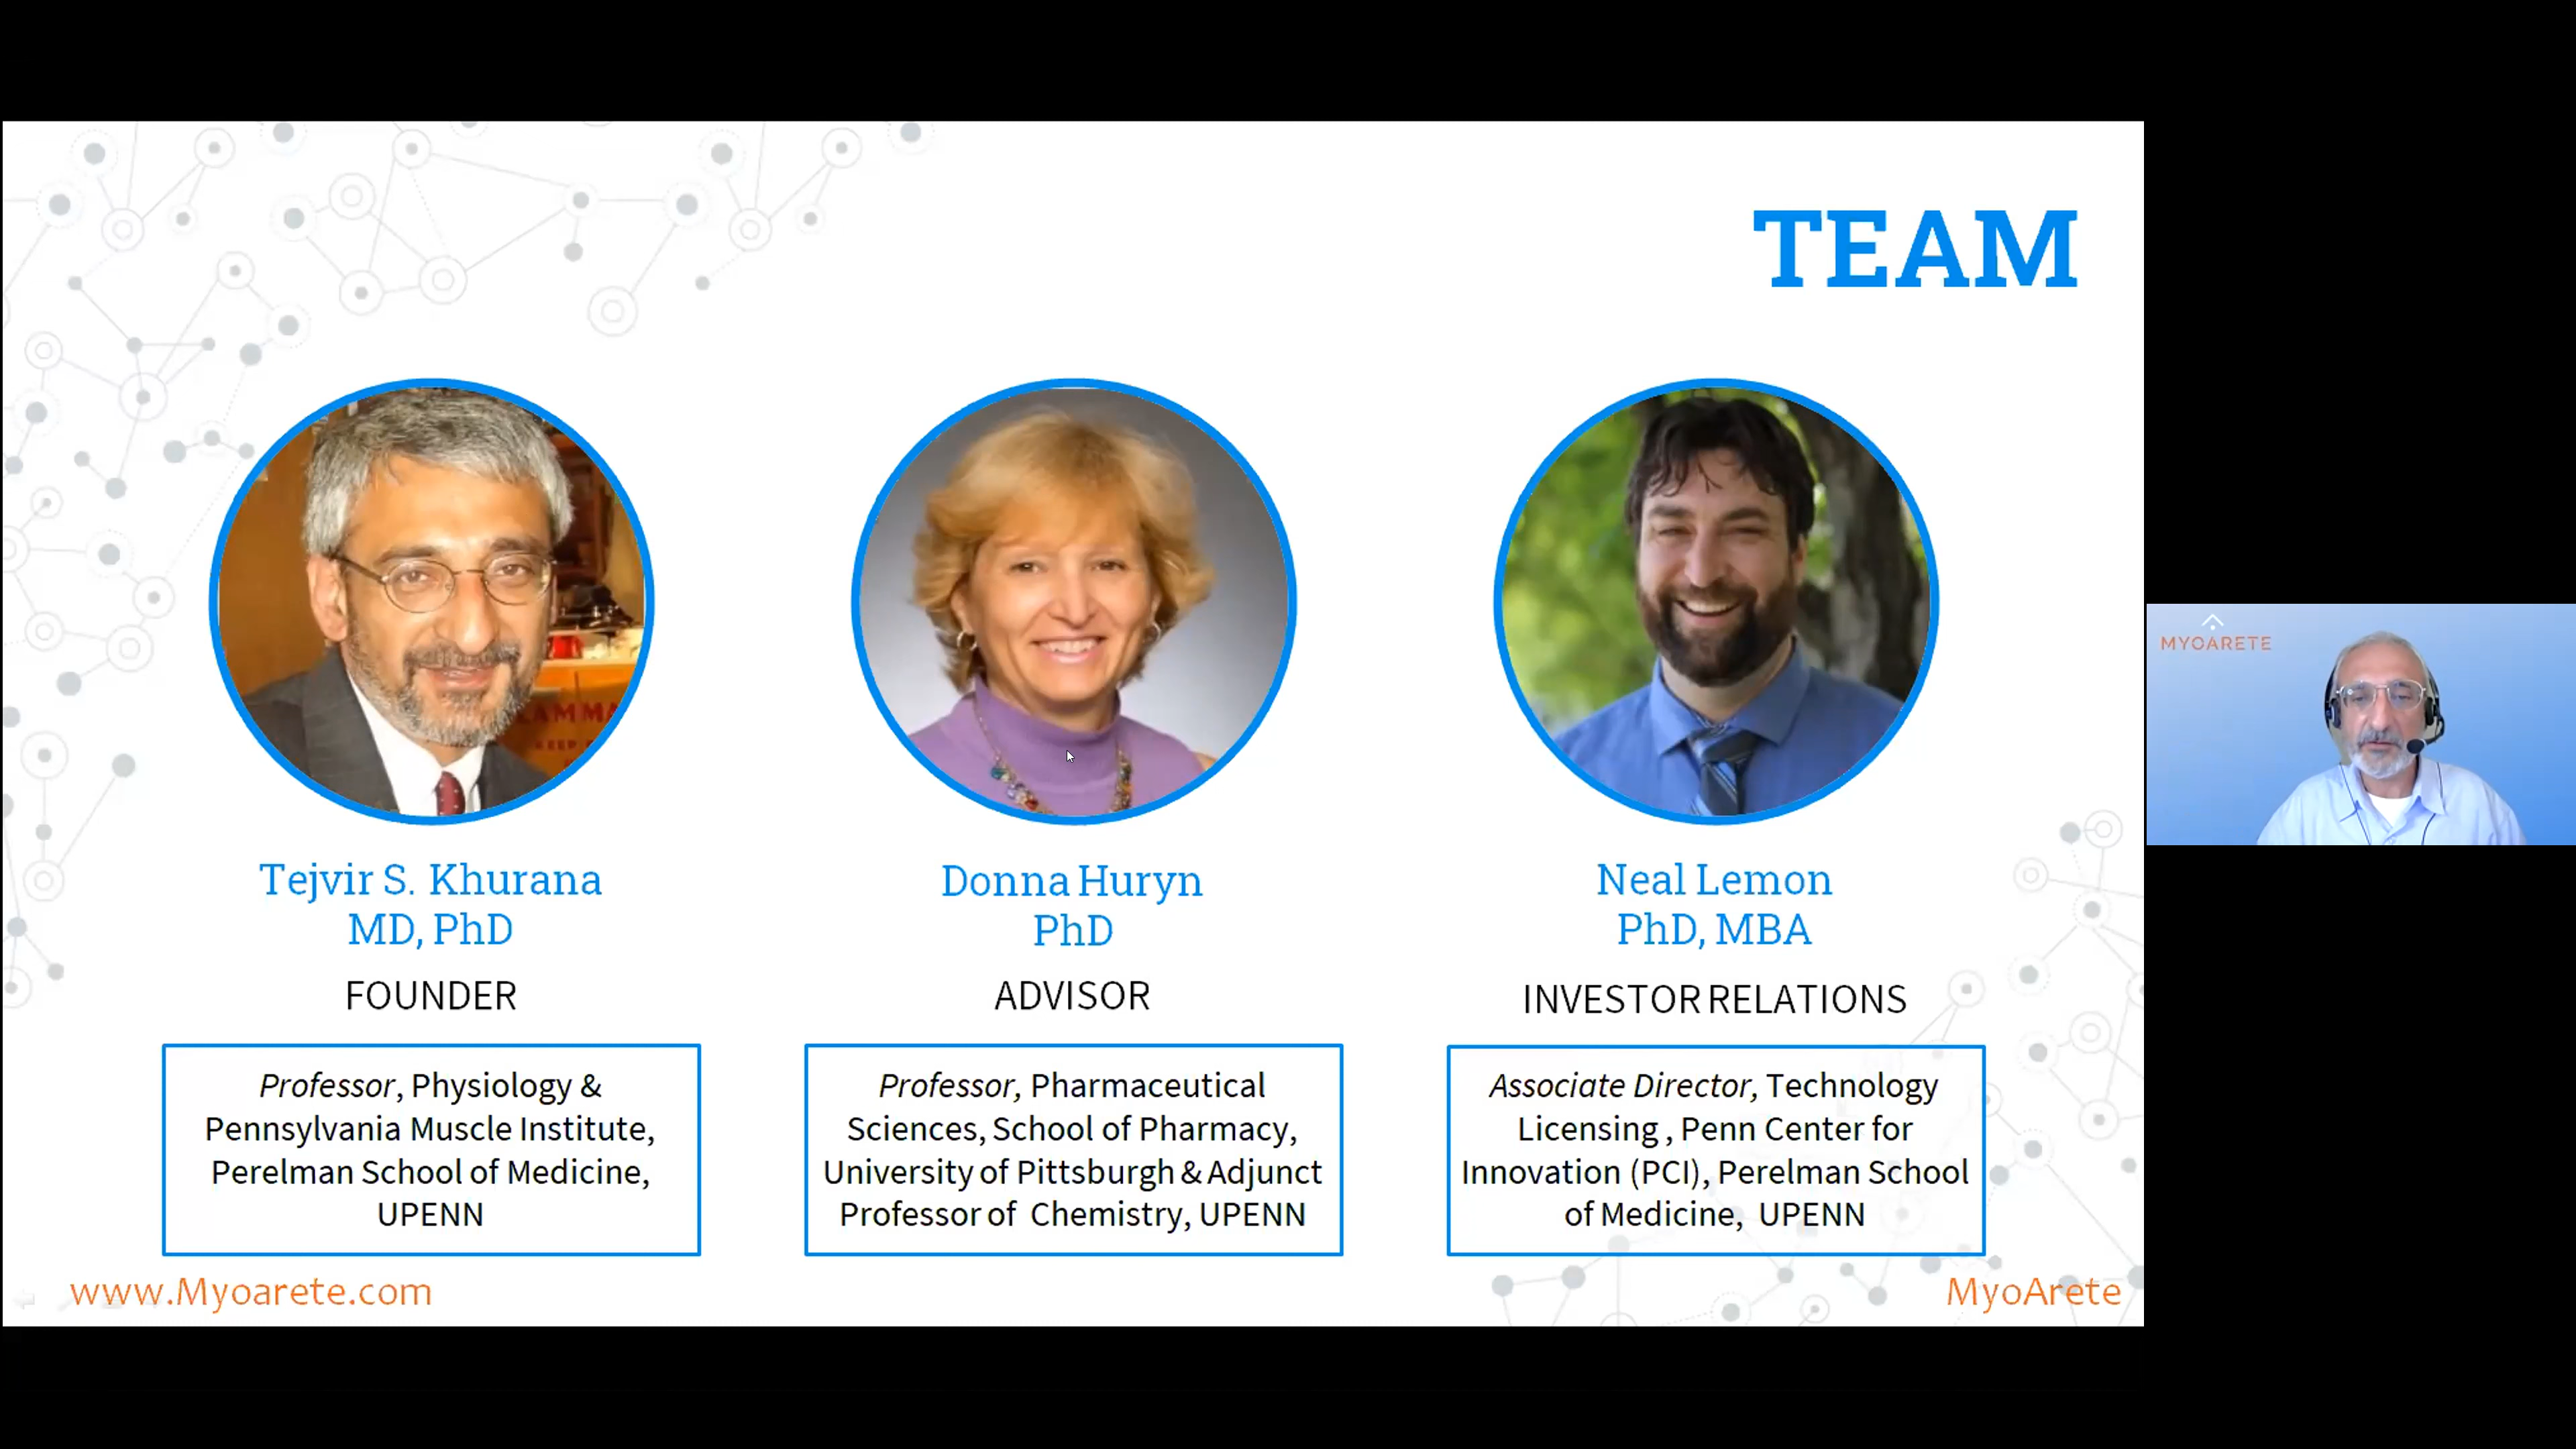 TEAM
MYOARETE
Tejvir S. Khurana
MD, PhD
FOUNDER
Professor, Physiology &
Pennsylvania Muscle Institute,
Perelman School of Medicine,
UPENN
Donna Huryn
PhD
ADVISOR
Professor, Pharmaceutical
Sciences, School of Pharmacy,
University of Pittsburgh & Adjunct
Professor of Chemistry, UPENN
Neal Lemon
PhD, MBA
INVESTOR RELATIONS
Associate Director, Technology
Licensing , Penn Center for
Innovation (PCI), Perelman School
of Medicine, UPENN
www.Myoarete.com
MyoArete